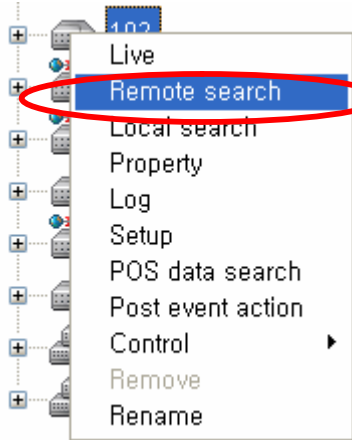 102
Live
Remote search
Local search
Property
Log
Setup
POS data search
Post event action
Control
Remove
Rename